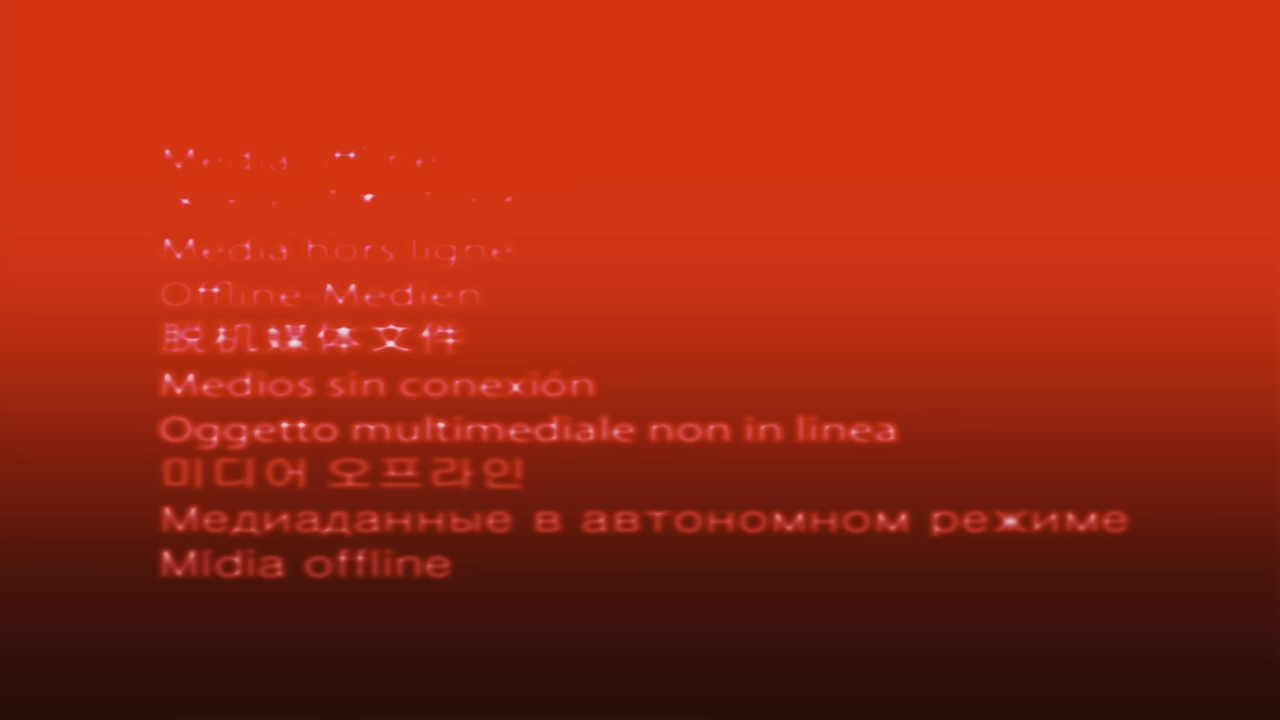 Media
Media hors ligne
Offline-Medien
脱机媒体文件
Medios sin conexión
Oggetto multimediale non in linea
미디어 오프라인
Медиаданные в автономном режиме
Mídia offline